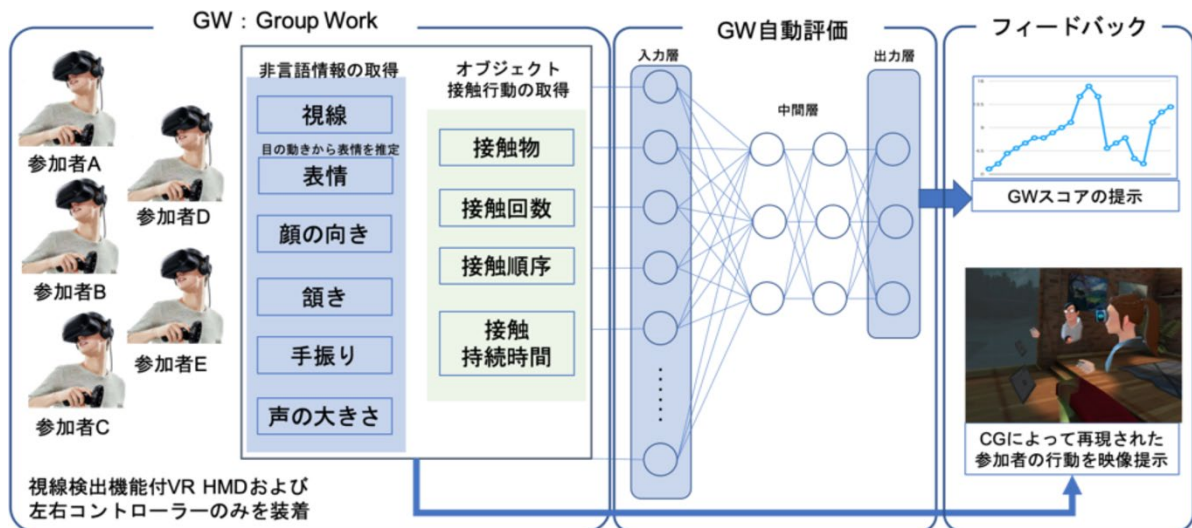 GW：Group Work
参加者A
参加者D
参加者B
参加者E
参加者C
視線検出機能付VR HMDおよび
左右コントローラーのみを装着
非言語情報の取得
視線
目の動きから表情を推定
表情
顔の向き
頷き
手振り
声の大きさ
オブジェクト
接触行動の取得
接触物
接触回数
接触順序
接触
持続時間
GW自動評価
入力層
中間層
出力層
フィードバック
GWスコアの提示
CGによって再現された
参加者の行動を映像提示